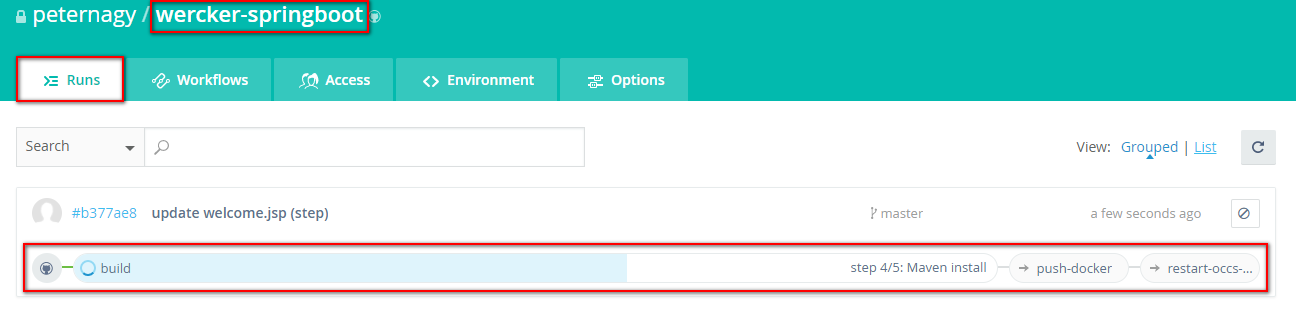 peternagy / wercker-springboot
Runs Workflows Access Environment Options
Search View: Grouped | List
#b377ae8 update welcome.jsp (step) master a few seconds ago
build step 4/5: Maven install push-docker restart-occs-...